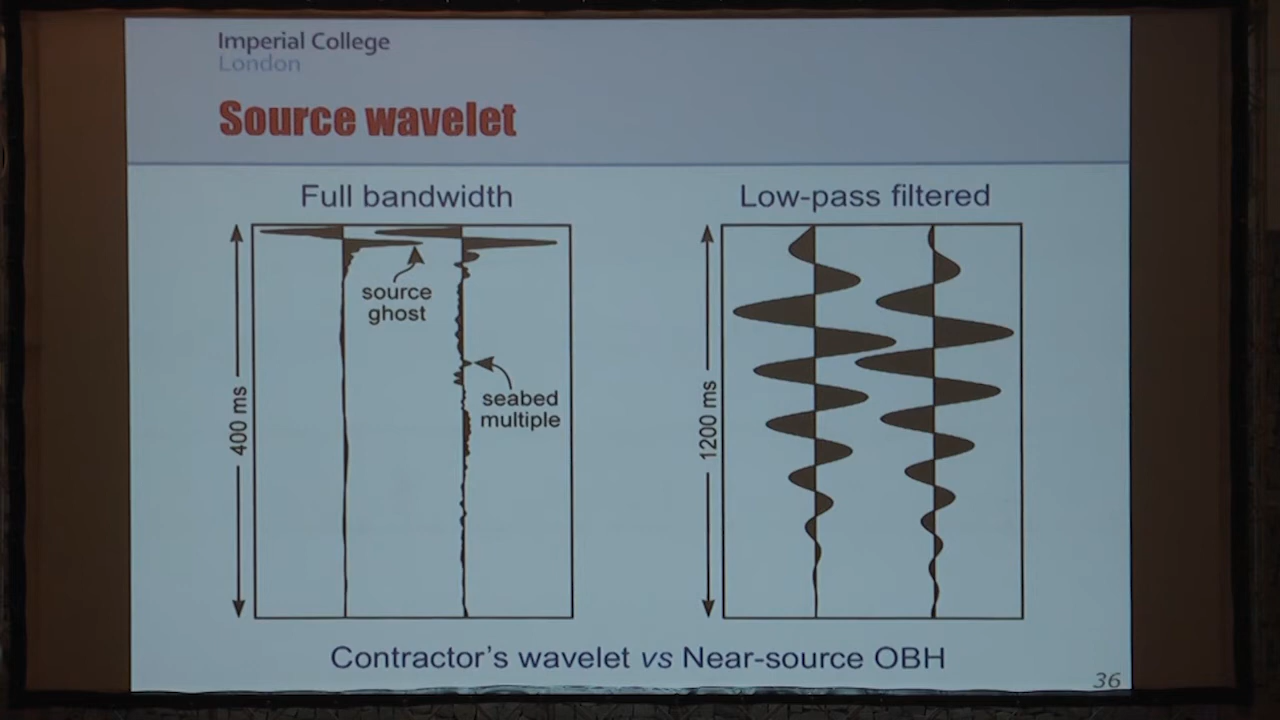 Imperial College
London
Source wavelet
Full bandwidth
Low-pass filtered
source
ghost
seabed
multiple
400 ms
1200 ms
Contractor's wavelet vs Near-source OBH
36